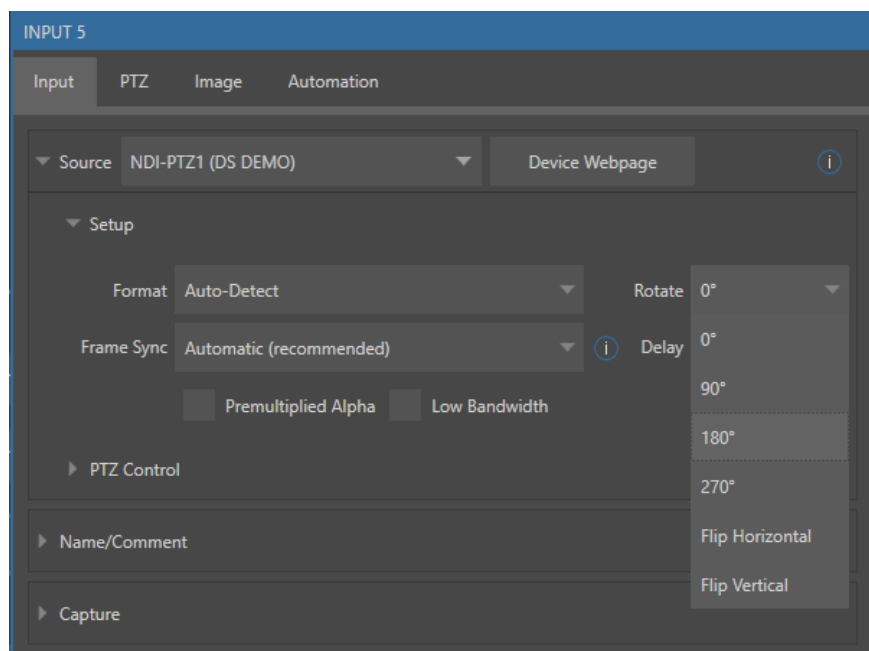 INPUT 5
Input PTZ Image Automation
Source NDI-PTZ1 (DS DEMO) Device Webpage i
Setup
Format Auto-Detect Rotate 0°
Frame Sync Automatic (recommended) i Delay 0°
90°
Premultiplied Alpha Low Bandwidth
180°
PTZ Control
270°
Name/Comment Flip Horizontal
Flip Vertical
Capture